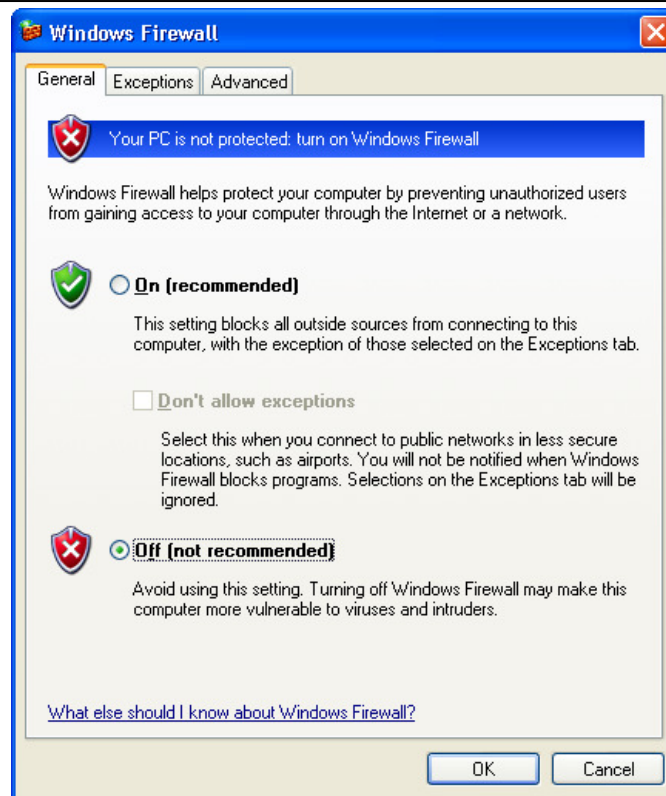 Windows Firewall
General
Exceptions
Advanced
Your PC is not protected: turn on Windows Firewall
Windows Firewall helps protect your computer by preventing unauthorized users
from gaining access to your computer through the Internet or a network.
On (recommended)
This setting blocks all outside sources from connecting to this
computer, with the exception of those selected on the Exceptions tab.
Don't allow exceptions
Select this when you connect to public networks in less secure
locations, such as airports. You will not be notified when Windows
Firewall blocks programs. Selections on the Exceptions tab will be
ignored.
Off (not recommended)
Avoid using this setting. Turning off Windows Firewall may make this
computer more vulnerable to viruses and intruders.
What else should I know about Windows Firewall?
OK
Cancel